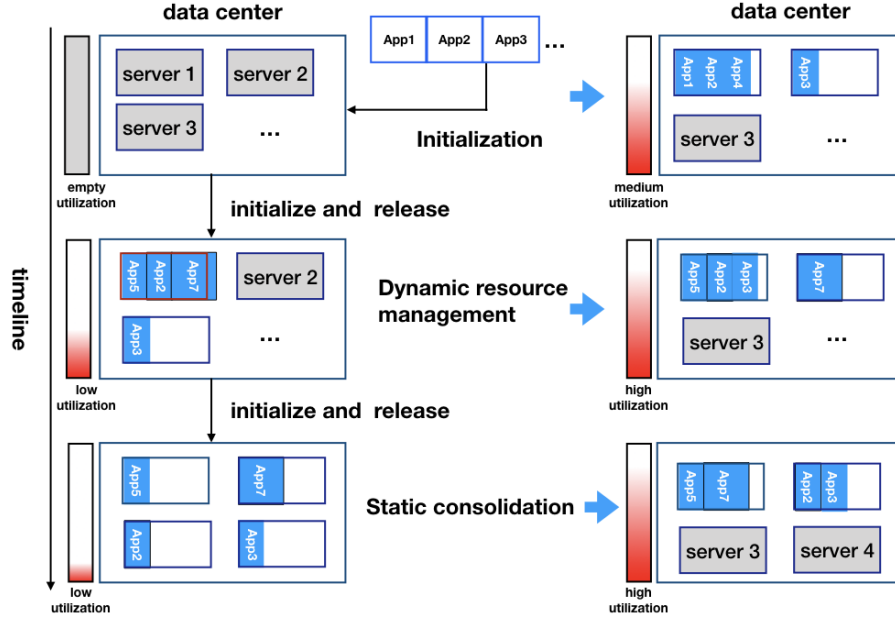 data center
App1 App2 App3 ...
data center
server 1 server 2
server 3 ...
Initialization
App1 App2 App4 App3
server 3 ...
empty
utilization
medium
utilization
initialize and release
timeline
App5 App2 App7 server 2
App3 ...
Dynamic resource
management
App5 App2 App3 App7
server 3 ...
low
utilization
high
utilization
initialize and release
App5 App7
App2 App3
Static consolidation
App5 App7 App2 App3
server 3 server 4
low
utilization
high
utilization